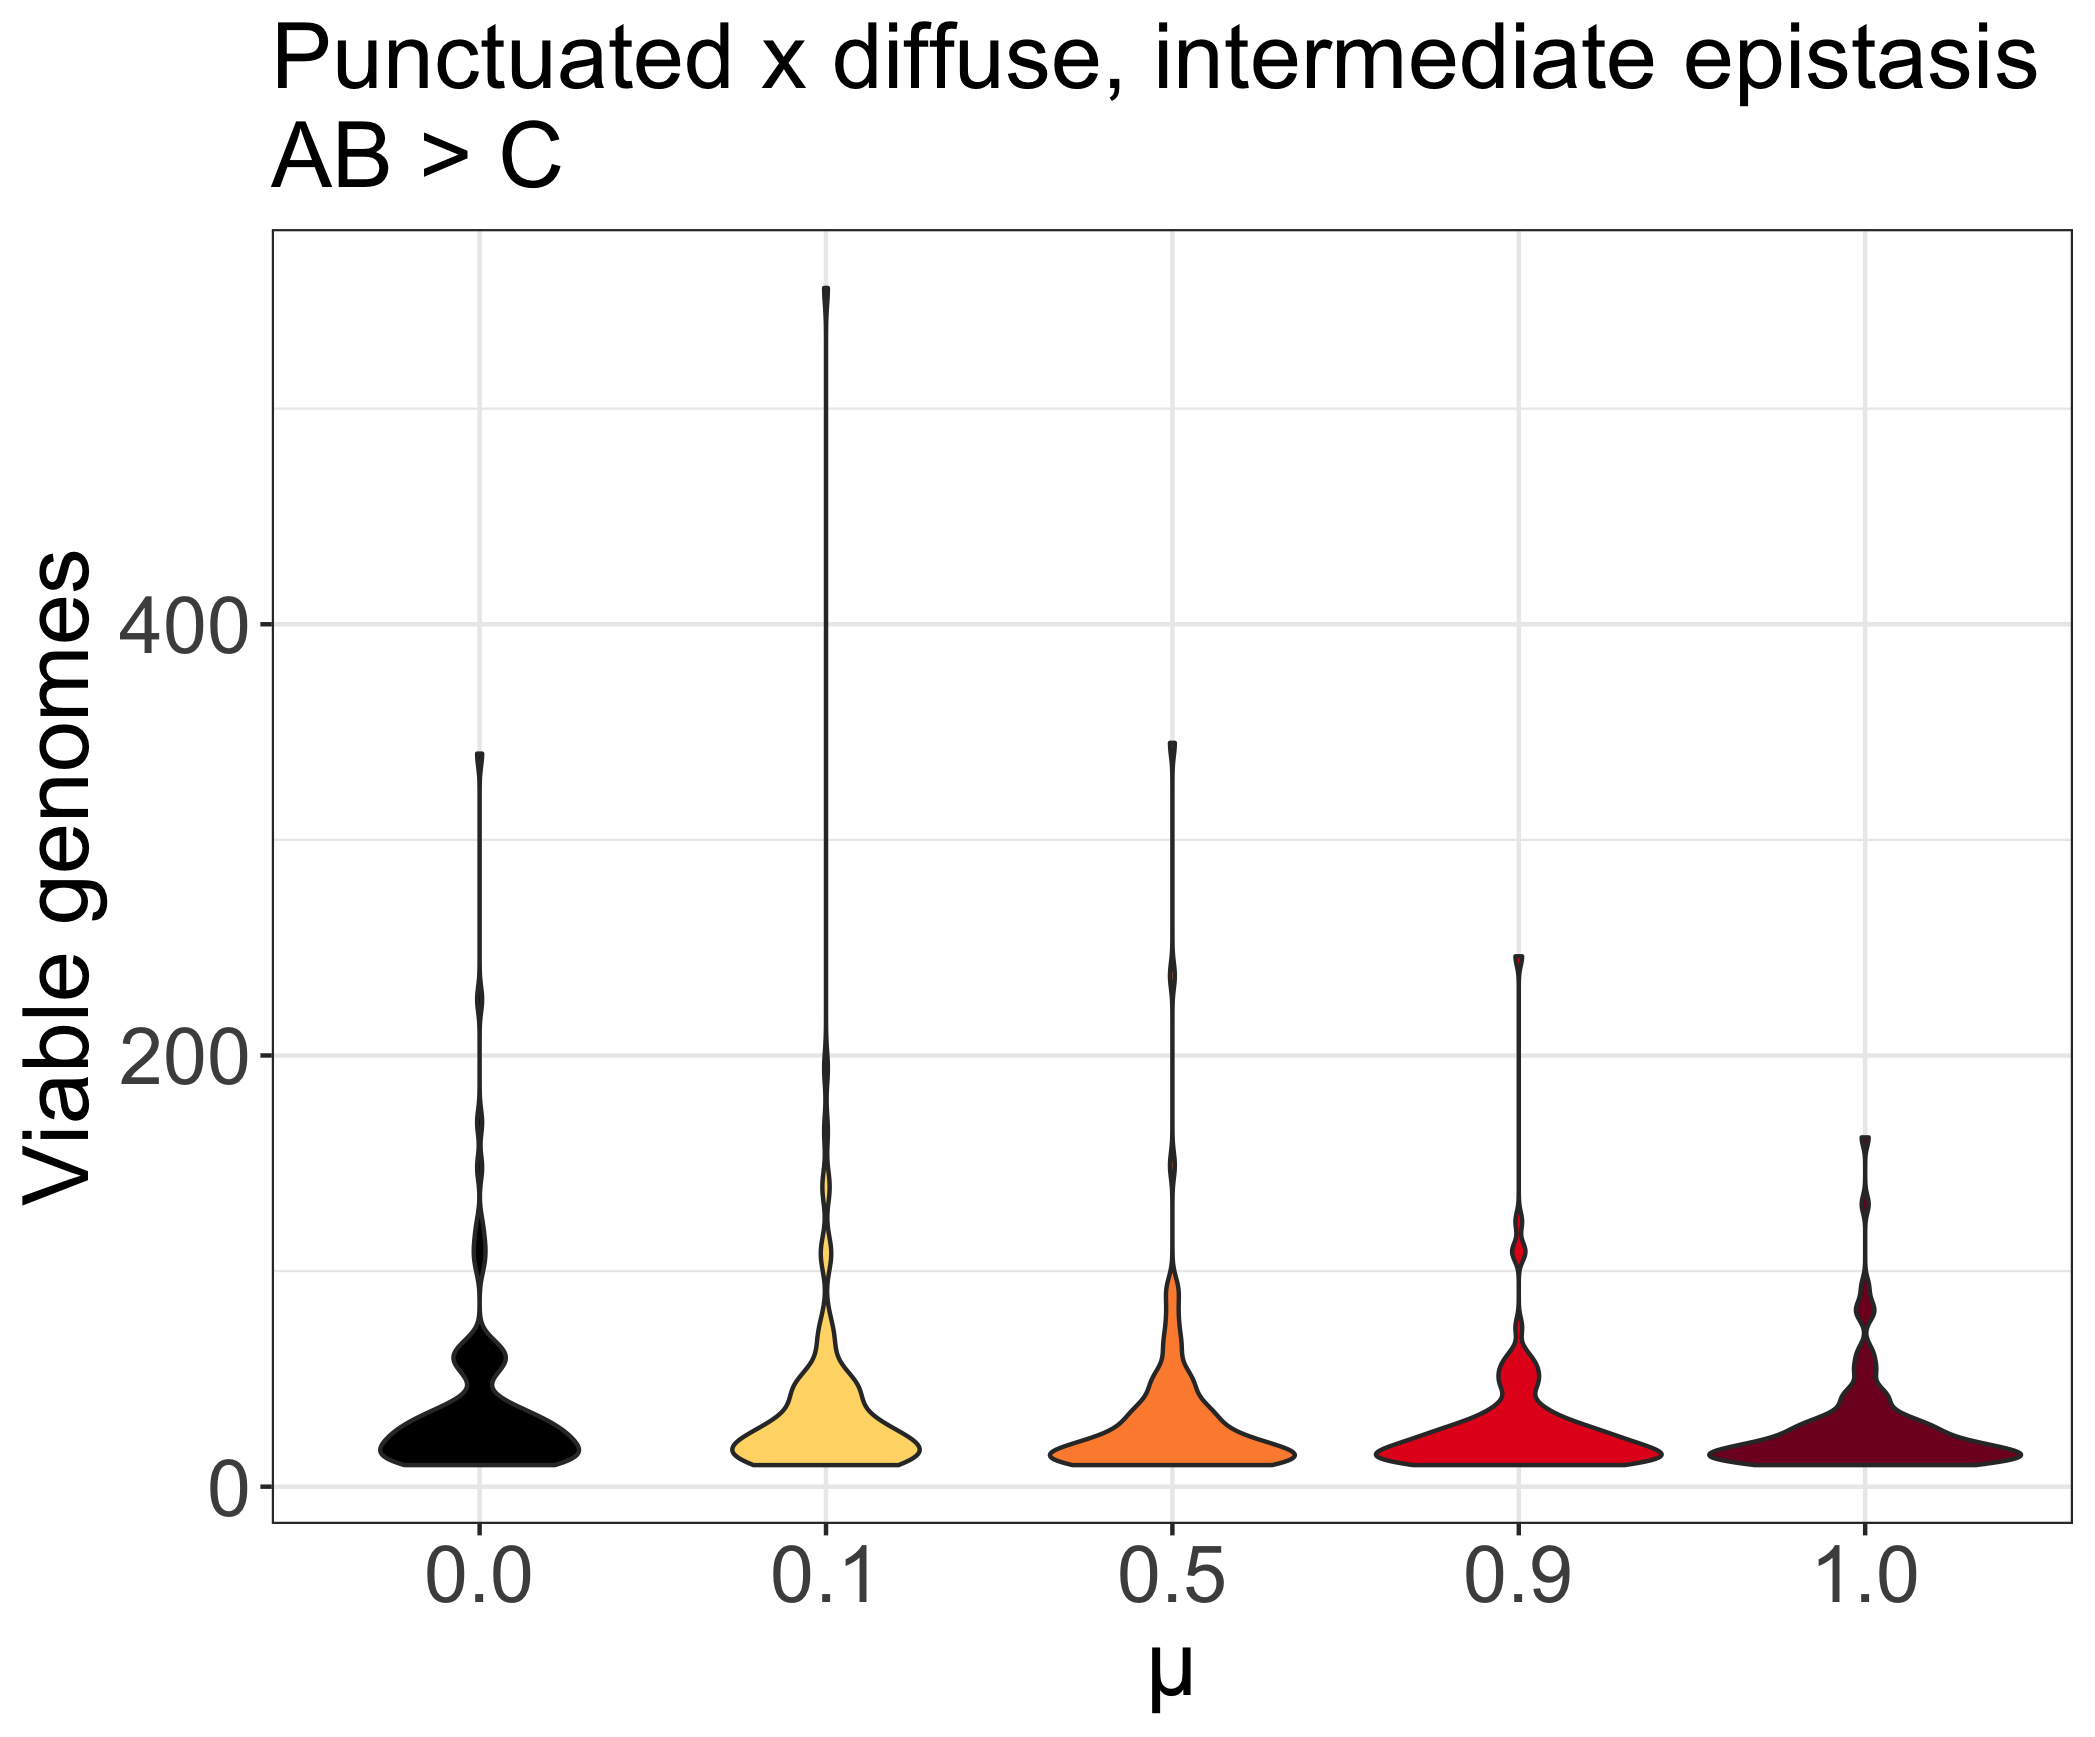 Punctuated x diffuse, intermediate epistasis
AB > C
Viable genomes
400
200
0
0.0 0.1 0.5 0.9 1.0
μ